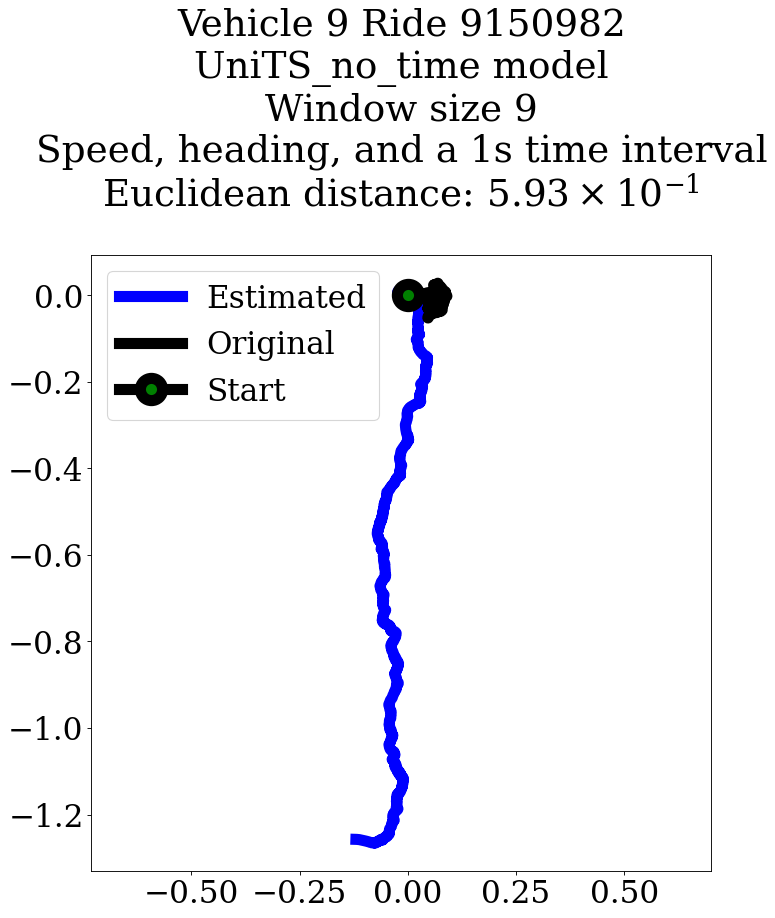 Vehicle 9 Ride 9150982
UniTS_no_time model
Window size 9
Speed, heading, and a 1s time interval
Euclidean distance: 5.93 × 10⁻¹
Estimated
Original
Start
0.0
−0.2
−0.4
−0.6
−0.8
−1.0
−1.2
−0.50 −0.25 0.00 0.25 0.50